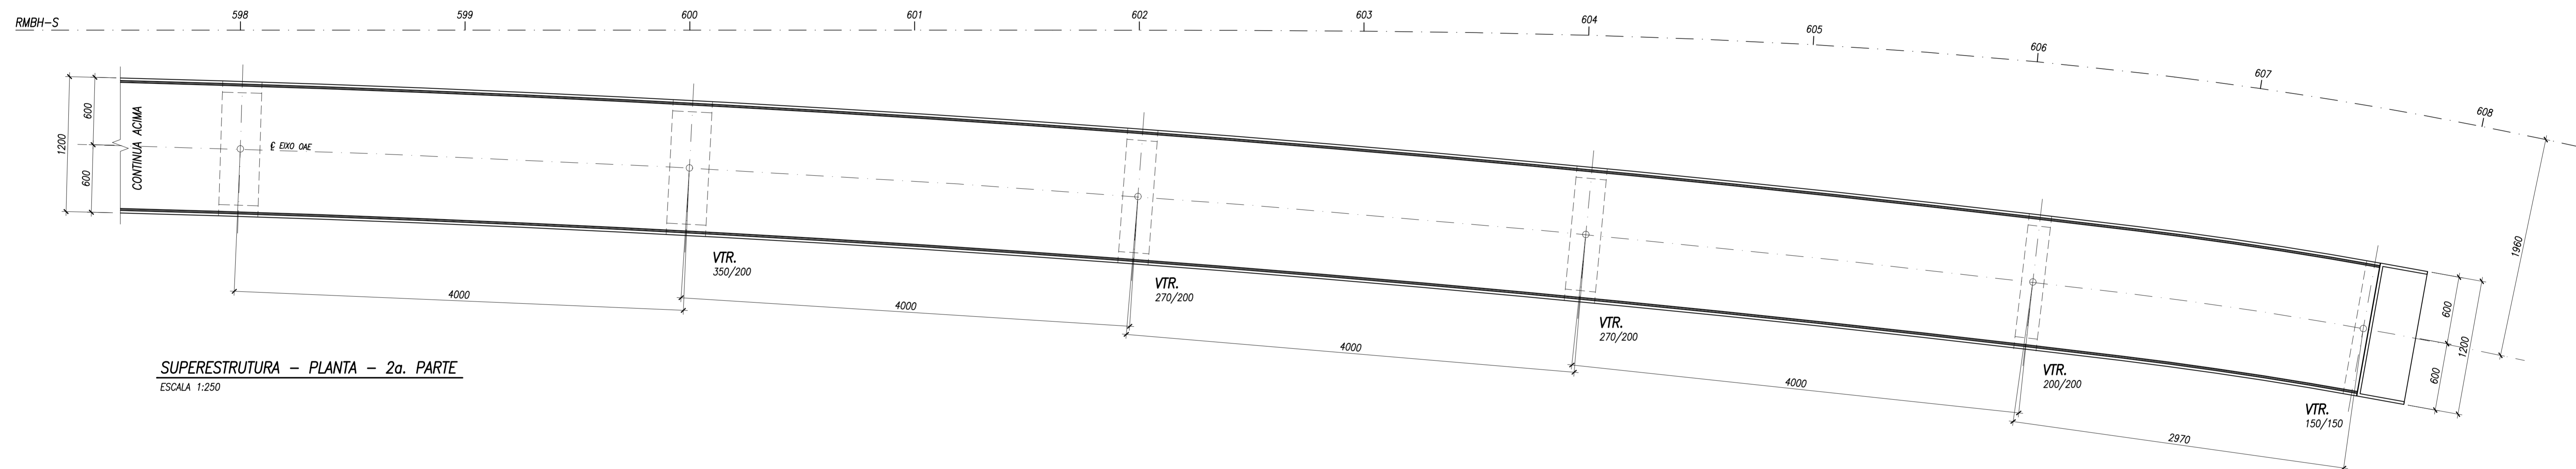 RMBH-S
598
599
600
601
602
603
604
605
606
607
608
1200
600
600
CONTINUA ACIMA
℄ EIXO OAE
VTR.
350/200
VTR.
270/200
VTR.
270/200
VTR.
200/200
VTR.
150/150
4000
4000
4000
4000
2970
1960
600
600
1200
SUPERESTRUTURA - PLANTA - 2a. PARTE
ESCALA 1:250